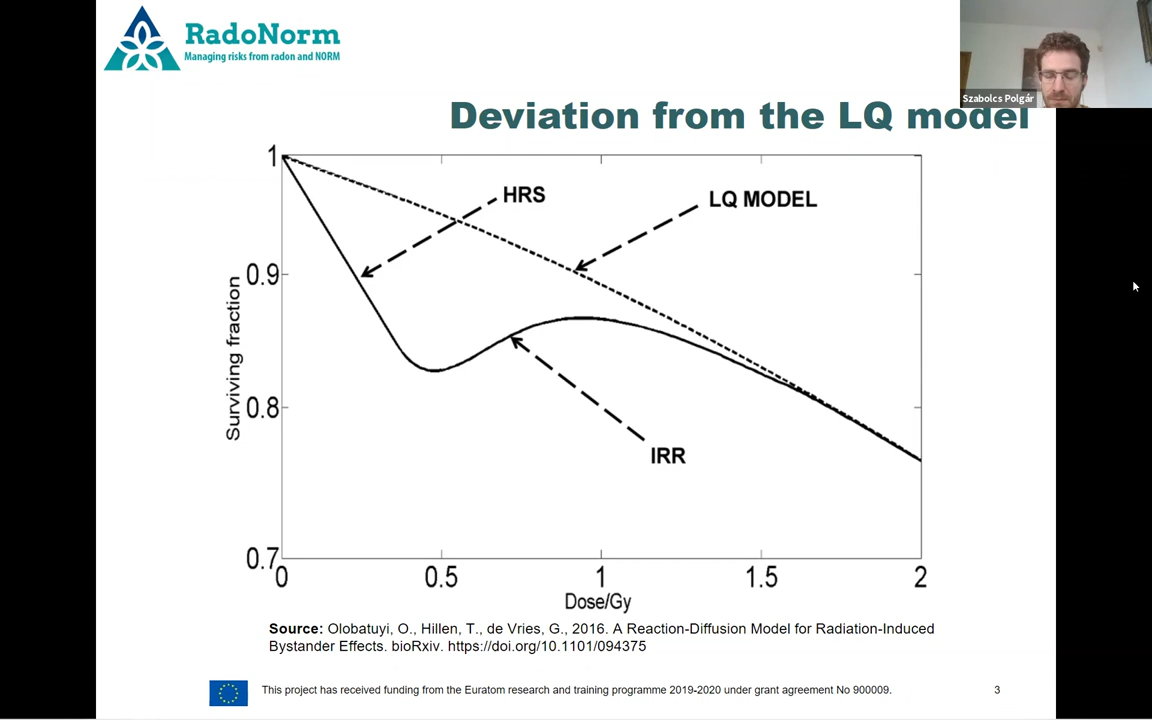 RadoNorm
Managing risks from radon and NORM
Szabolcs Polgár
Deviation from the LQ model
1
HRS
LQ MODEL
0.9
Surviving fraction
0.8
IRR
0.7
0
0.5
1
1.5
2
Dose/Gy
Source: Olobatuyi, O., Hillen, T., de Vries, G., 2016. A Reaction-Diffusion Model for Radiation-Induced
Bystander Effects. bioRxiv. https://doi.org/10.1101/094375
This project has received funding from the Euratom research and training programme 2019-2020 under grant agreement No 900009.
3